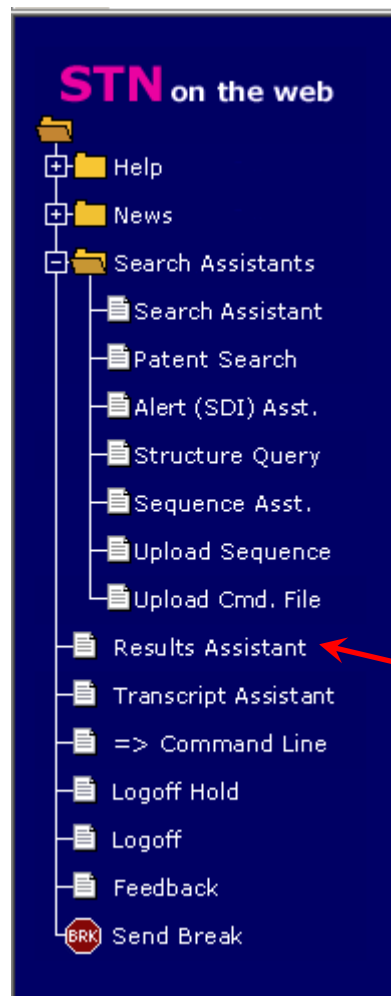 STN on the web
Help
News
Search Assistants
Search Assistant
Patent Search
Alert (SDI) Asst.
Structure Query
Sequence Asst.
Upload Sequence
Upload Cmd. File
Results Assistant
Transcript Assistant
=> Command Line
Logoff Hold
Logoff
Feedback
BRK Send Break